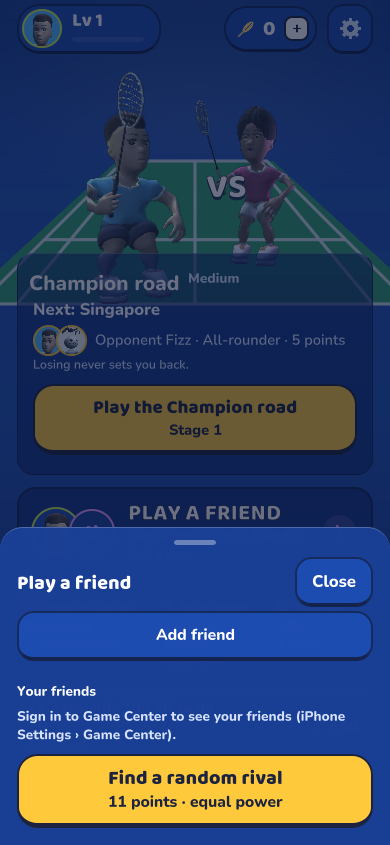 Lv 1
0
+
VS
Champion road Medium
Next: Singapore
Opponent Fizz · All-rounder · 5 points
Losing never sets you back.
Play the Champion road
Stage 1
PLAY A FRIEND
Play a friend
Close
Add friend
Your friends
Sign in to Game Center to see your friends (iPhone
Settings › Game Center).
Find a random rival
11 points · equal power